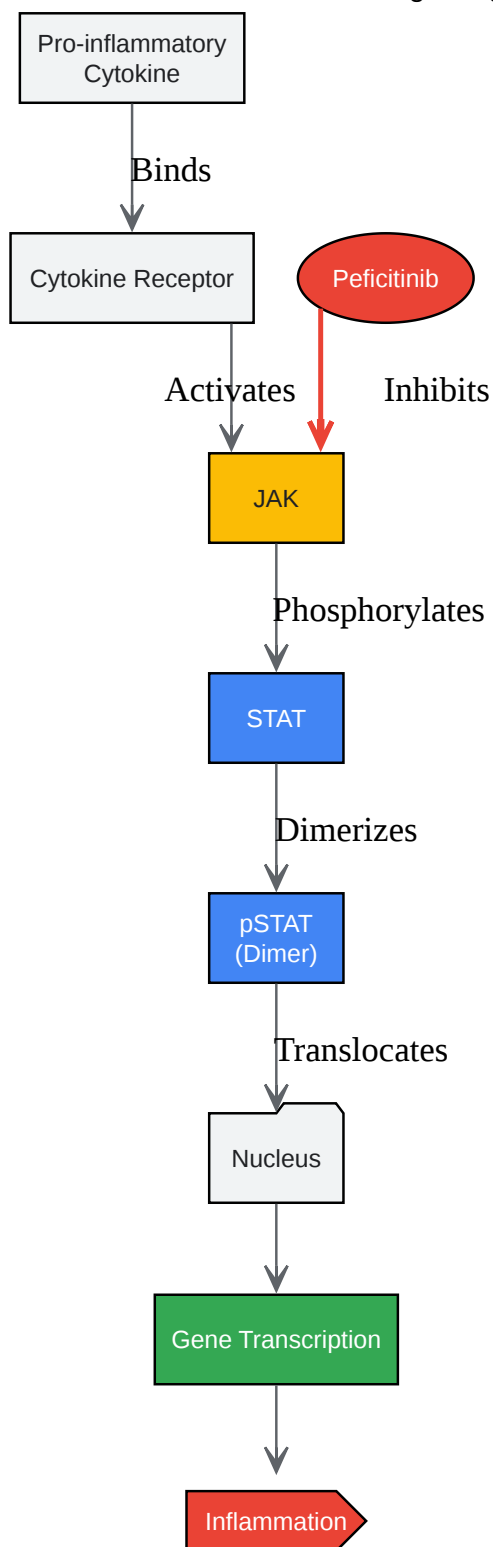 Pro-inflammatory
Cytokine
Binds
Cytokine Receptor
Peficitinib
Activates
Inhibits
JAK
Phosphorylates
STAT
Dimerizes
pSTAT
(Dimer)
Translocates
Nucleus
Gene Transcription
Inflammation